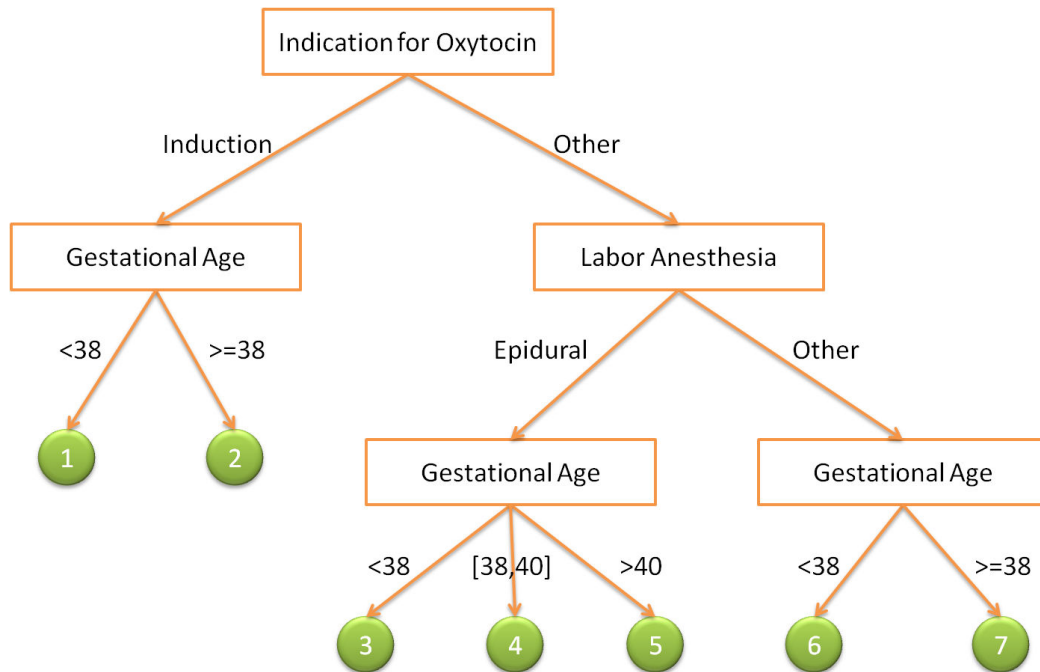 Indication for Oxytocin
Induction
Other
Gestational Age
Labor Anesthesia
<38
>=38
Epidural
Other
1
2
Gestational Age
Gestational Age
<38
[38,40]
>40
<38
>=38
3
4
5
6
7